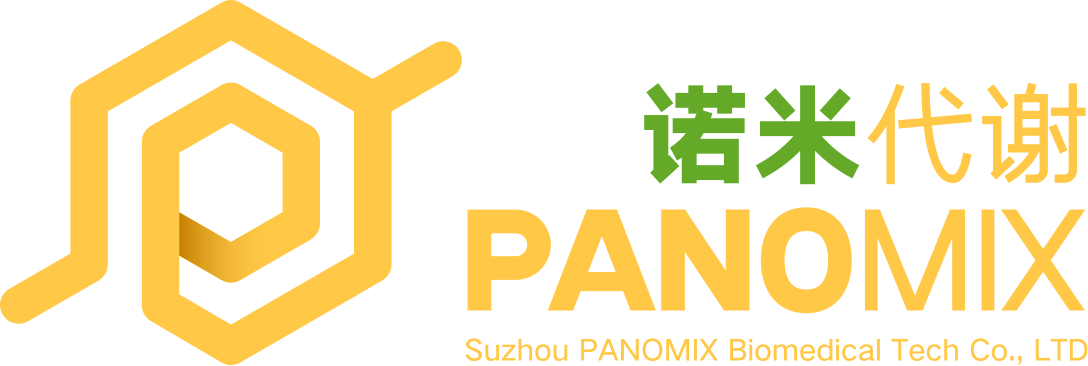 诺米代谢
PANOMIX
Suzhou PANOMIX Biomedical Tech Co., LTD